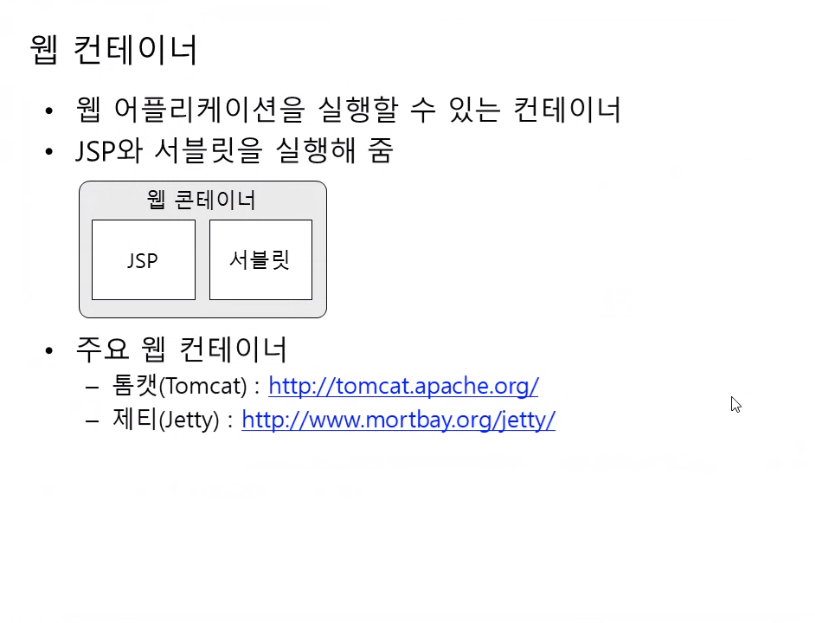 웹 컨테이너
• 웹 어플리케이션을 실행할 수 있는 컨테이너
• JSP와 서블릿을 실행해 줌
웹 콘테이너
JSP 서블릿
• 주요 웹 컨테이너
– 톰캣(Tomcat) : http://tomcat.apache.org/
– 제티(Jetty) : http://www.mortbay.org/jetty/